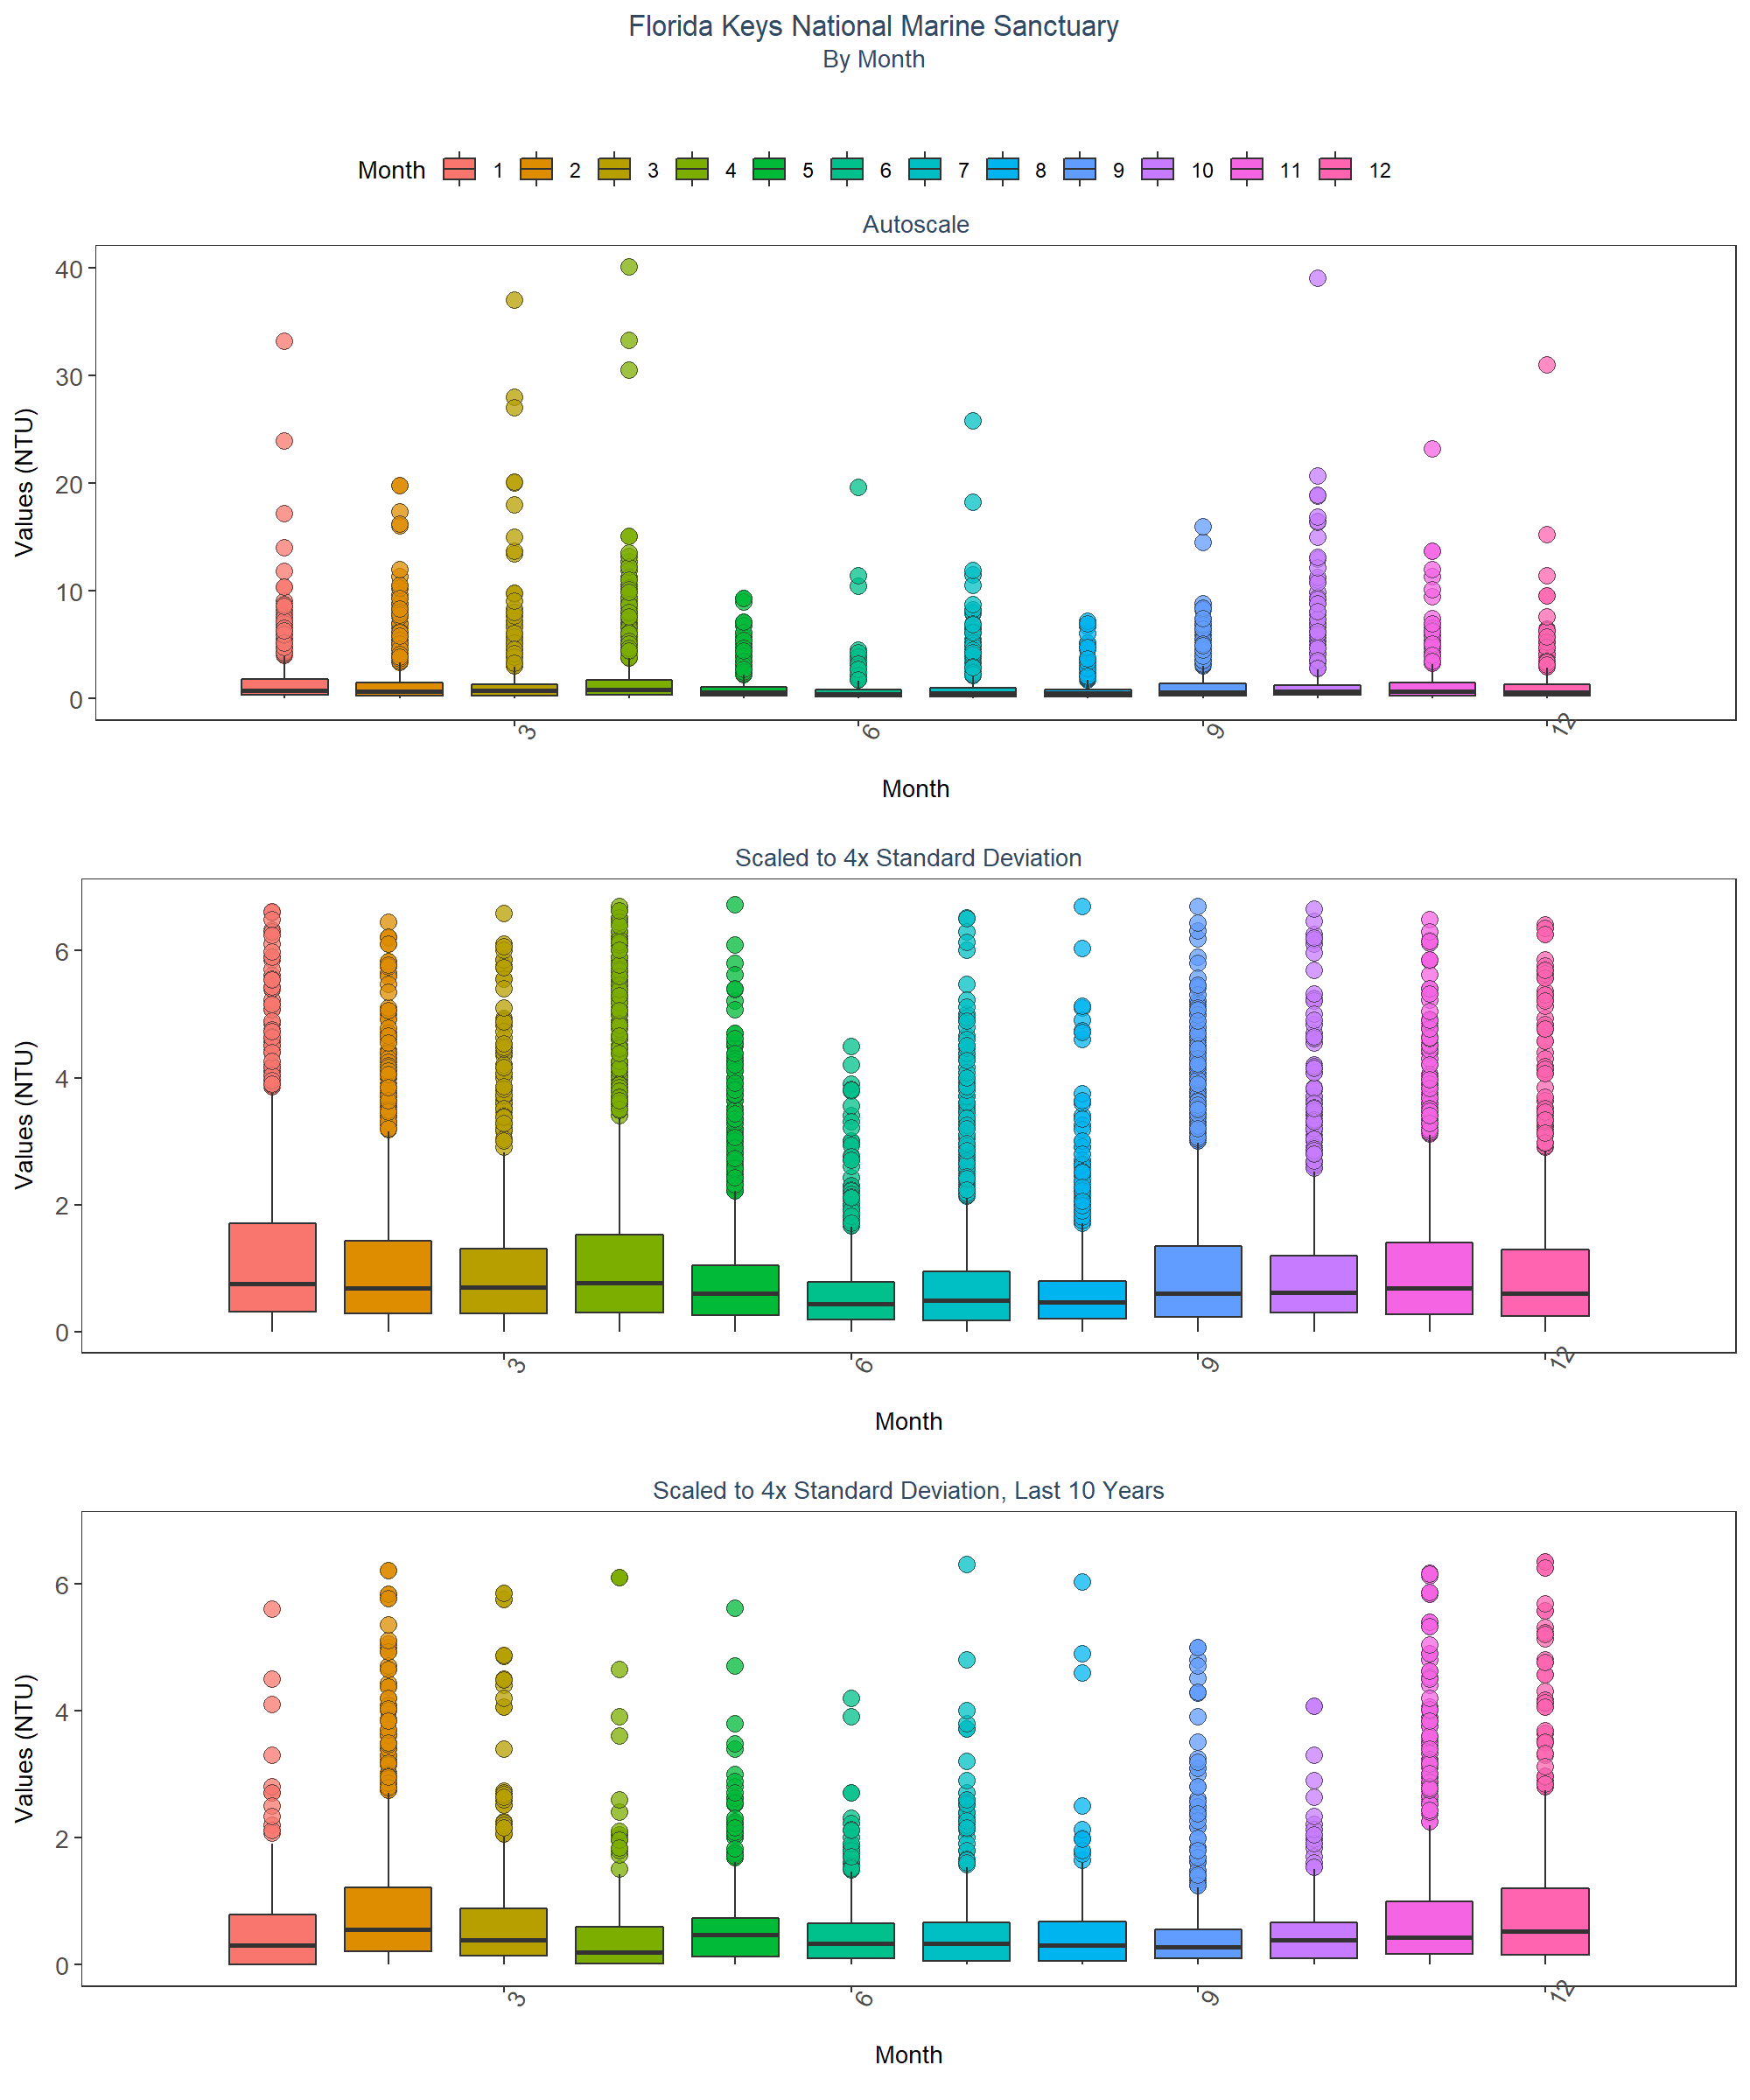 Florida Keys National Marine Sanctuary
By Month
Month 1 2 3 4 5 6 7 8 9 10 11 12
Autoscale
40
30
20
10
0
Values (NTU)
3 6 9 12
Month
Scaled to 4x Standard Deviation
6
4
2
0
Values (NTU)
3 6 9 12
Month
Scaled to 4x Standard Deviation, Last 10 Years
6
4
2
0
Values (NTU)
3 6 9 12
Month